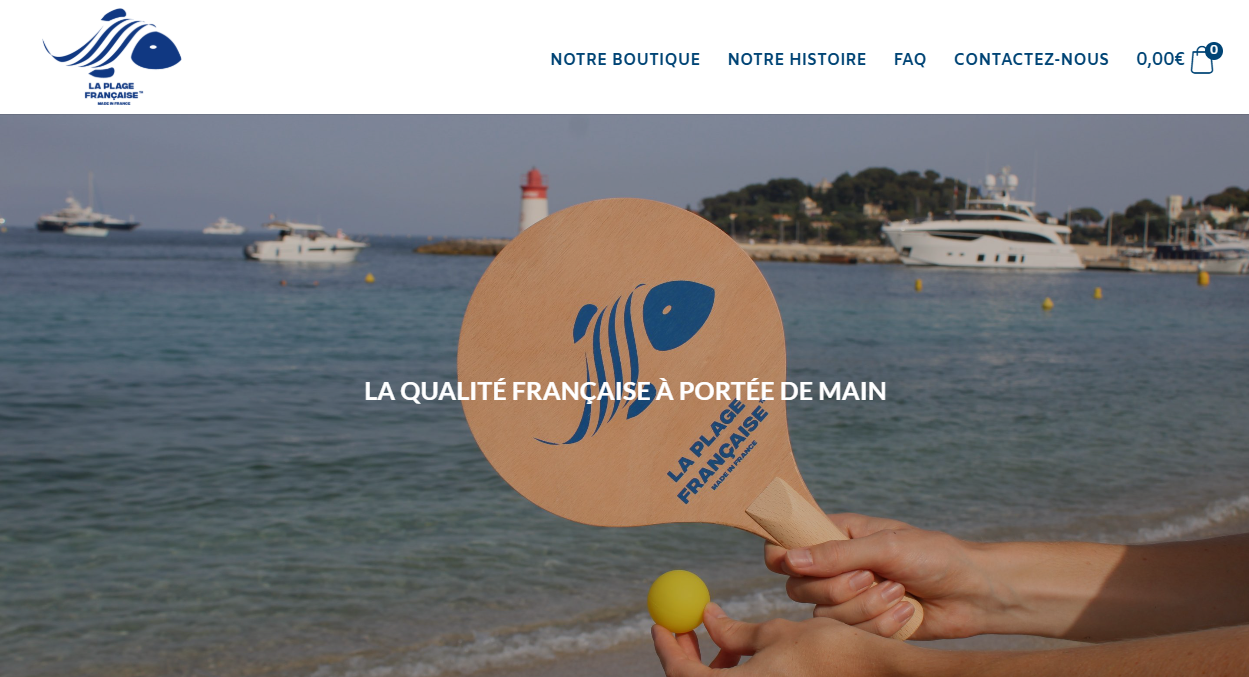 LA PLAGE
FRANÇAISE™
MADE IN FRANCE
NOTRE BOUTIQUE
NOTRE HISTOIRE
FAQ
CONTACTEZ-NOUS
0,00€
0
LA QUALITÉ FRANÇAISE À PORTÉE DE MAIN
LA PLAGE
FRANÇAISE™
MADE IN FRANCE